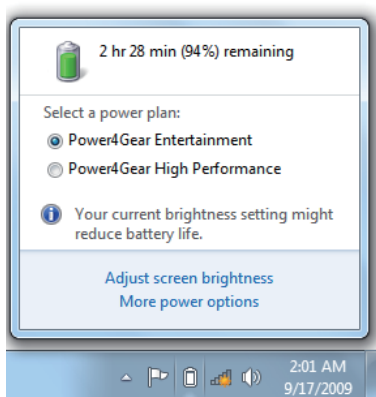 2 hr 28 min (94%) remaining
Select a power plan:
Power4Gear Entertainment
Power4Gear High Performance
Your current brightness setting might
reduce battery life.
Adjust screen brightness
More power options
2:01 AM
9/17/2009